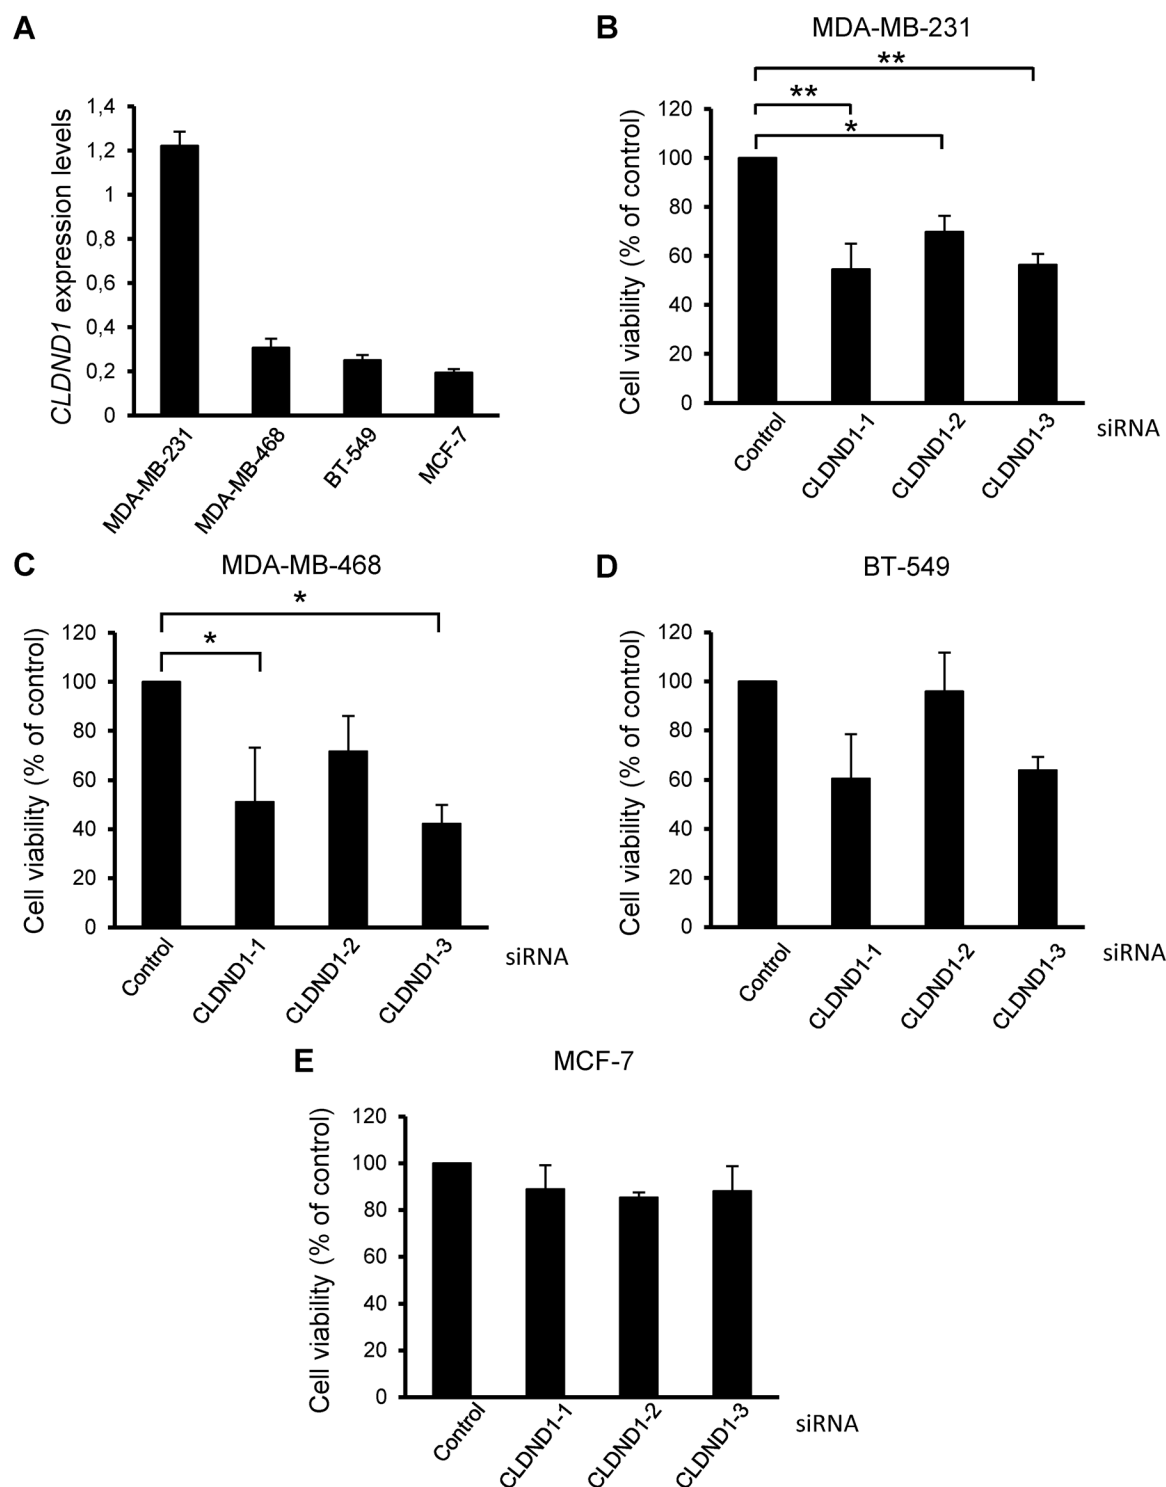 A
CLDND1 expression levels
1,4
1,2
1
0,8
0,6
0,4
0,2
0
MDA-MB-231
MDA-MB-468
BT-549
MCF-7
B
MDA-MB-231
**
**
*
Cell viability (% of control)
120
100
80
60
40
20
0
Control
CLDND1-1
CLDND1-2
CLDND1-3
siRNA
C
MDA-MB-468
*
*
Cell viability (% of control)
120
100
80
60
40
20
0
Control
CLDND1-1
CLDND1-2
CLDND1-3
siRNA
D
BT-549
Cell viability (% of control)
120
100
80
60
40
20
0
Control
CLDND1-1
CLDND1-2
CLDND1-3
siRNA
E
MCF-7
Cell viability (% of control)
120
100
80
60
40
20
0
Control
CLDND1-1
CLDND1-2
CLDND1-3
siRNA